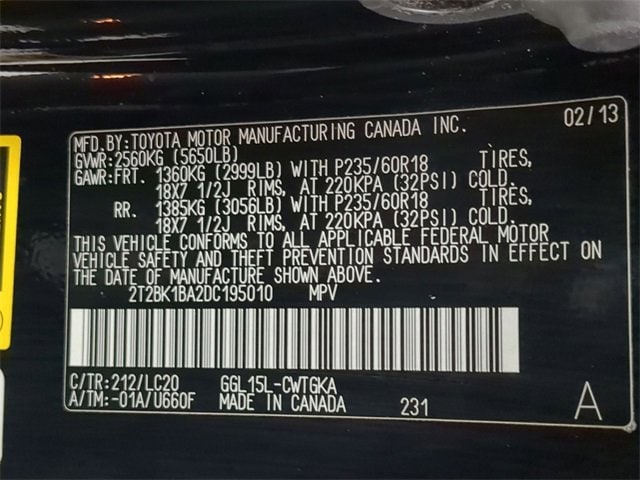 02/13
MFD.BY:TOYOTA MOTOR MANUFACTURING CANADA INC.
GVWR:2560KG (5650LB)
GAWR:FRT. 1360KG (2999LB) WITH P235/60R18 TIRES,
18X7 1/2J RIMS, AT 220KPA (32PSI) COLD.
RR. 1385KG (3056LB) WITH P235/60R18 TIRES,
18X7 1/2J RIMS, AT 220KPA (32PSI) COLD.
THIS VEHICLE CONFORMS TO ALL APPLICABLE FEDERAL MOTOR
VEHICLE SAFETY AND THEFT PREVENTION STANDARDS IN EFFECT ON
THE DATE OF MANUFACTURE SHOWN ABOVE.
2T2BK1BA2DC195010 MPV
C/TR:212/LC20 GGL15L-CWTGKA
A/TM:-01A/U660F MADE IN CANADA 231 A